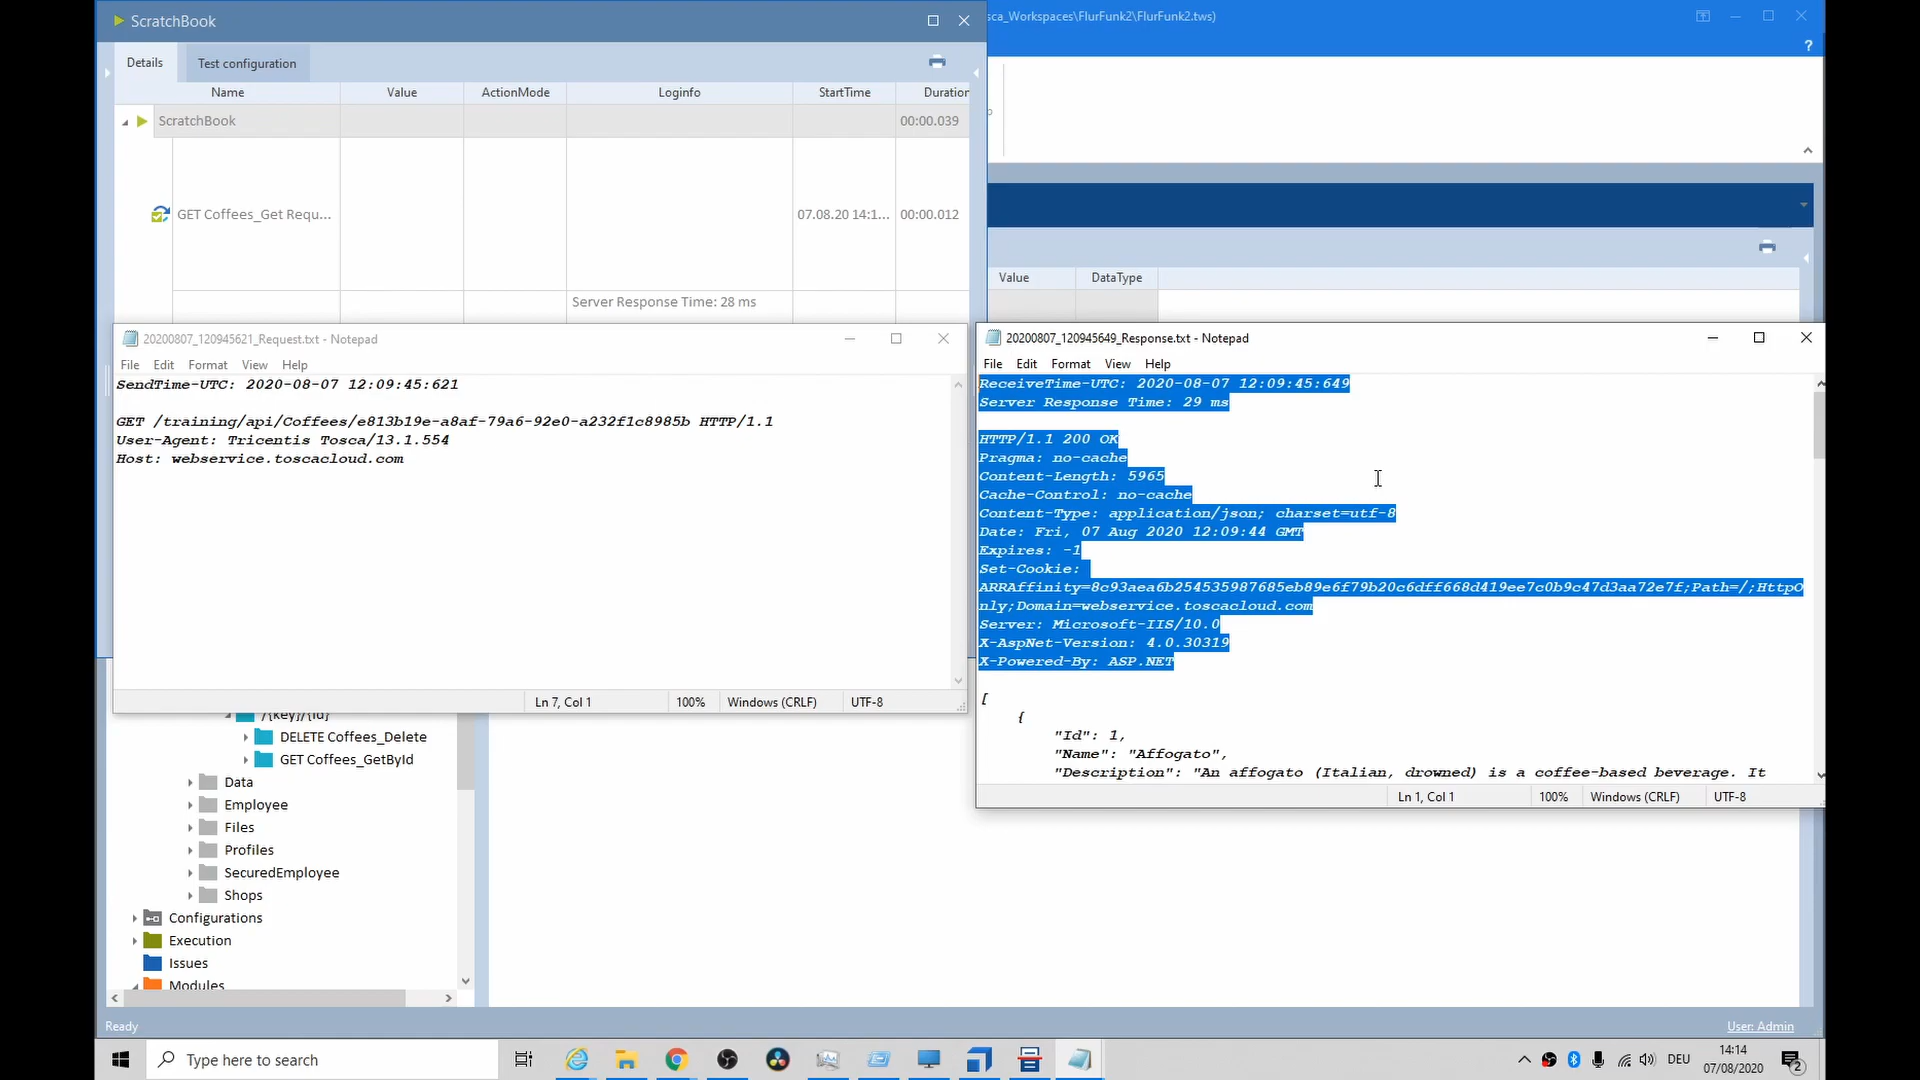 ScratchBook
sca_Workspaces\FlurFunk2\FlurFunk2.tws)
?
Details
Test configuration
Name Value ActionMode Loginfo StartTime Duration
ScratchBook 00:00.039
GET Coffees_Get Requ... 07.08.20 14:1... 00:00.012
Server Response Time: 28 ms
Value DataType
20200807_120945621_Request.txt - Notepad
File Edit Format View Help
SendTime-UTC: 2020-08-07 12:09:45:621
GET /training/api/Coffees/e813b19e-a8af-79a6-92e0-a232f1c8985b HTTP/1.1
User-Agent: Tricentis Tosca/13.1.554
Host: webservice.toscacloud.com
Ln 7, Col 1 100% Windows (CRLF) UTF-8
20200807_120945649_Response.txt - Notepad
File Edit Format View Help
ReceiveTime-UTC: 2020-08-07 12:09:45:649
Server Response Time: 29 ms
HTTP/1.1 200 OK
Pragma: no-cache
Content-Length: 5965
Cache-Control: no-cache
Content-Type: application/json; charset=utf-8
Date: Fri, 07 Aug 2020 12:09:44 GMT
Expires: -1
Set-Cookie:
ARRAffinity=8c93aea6b254535987685eb89e6f79b20c6dff668d419ee7c0b9c47d3aa72e7f;Path=/;HttpO
nly;Domain=webservice.toscacloud.com
Server: Microsoft-IIS/10.0
X-AspNet-Version: 4.0.30319
X-Powered-By: ASP.NET
[
{
"Id": 1,
"Name": "Affogato",
"Description": "An affogato (Italian, drowned) is a coffee-based beverage. It
Ln 1, Col 1 100% Windows (CRLF) UTF-8
/{key}/{id}
DELETE Coffees_Delete
GET Coffees_GetById
Data
Employee
Files
Profiles
SecuredEmployee
Shops
Configurations
Execution
Issues
Modules
Ready
User: Admin
Type here to search
DEU
14:14
07/08/2020
2